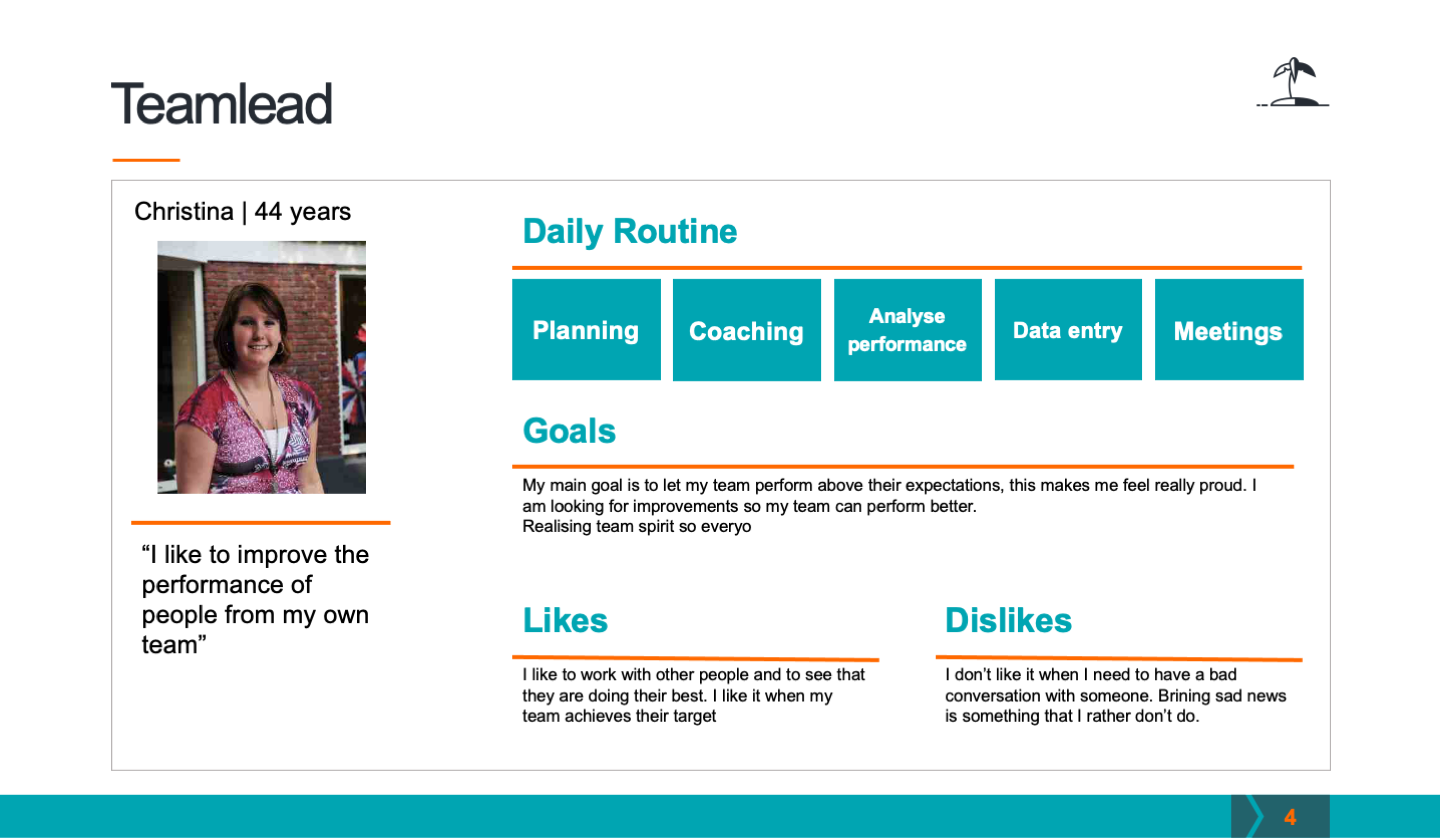 Teamlead
Christina | 44 years
“I like to improve the
performance of
people from my own
team”
Daily Routine
Planning
Coaching
Analyse
performance
Data entry
Meetings
Goals
My main goal is to let my team perform above their expectations, this makes me feel really proud. I
am looking for improvements so my team can perform better.
Realising team spirit so everyo
Likes
I like to work with other people and to see that
they are doing their best. I like it when my
team achieves their target
Dislikes
I don’t like it when I need to have a bad
conversation with someone. Brining sad news
is something that I rather don’t do.
4